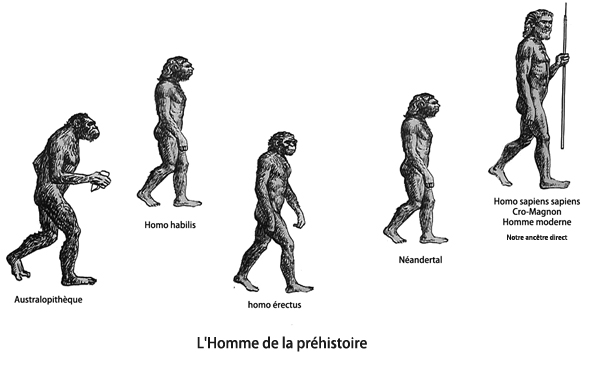 Homo sapiens sapiens
Cro-Magnon
Homme moderne
Notre ancêtre direct
Homo habilis
Néandertal
Australopithèque
homo érectus
L'Homme de la préhistoire